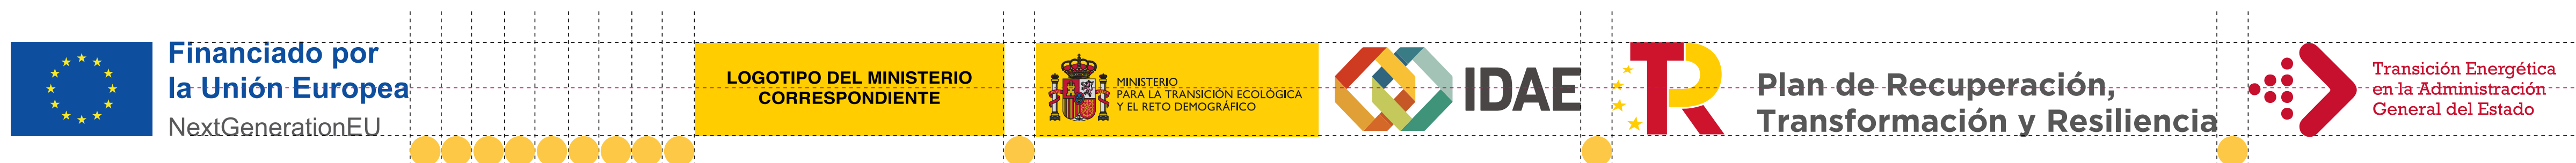 Financiado por
la Unión Europea
NextGenerationEU
LOGOTIPO DEL MINISTERIO
CORRESPONDIENTE
MINISTERIO
PARA LA TRANSICIÓN ECOLÓGICA
Y EL RETO DEMOGRÁFICO
IDAE
R
Plan de Recuperación,
Transformación y Resiliencia
Transición Energética
en la Administración
General del Estado